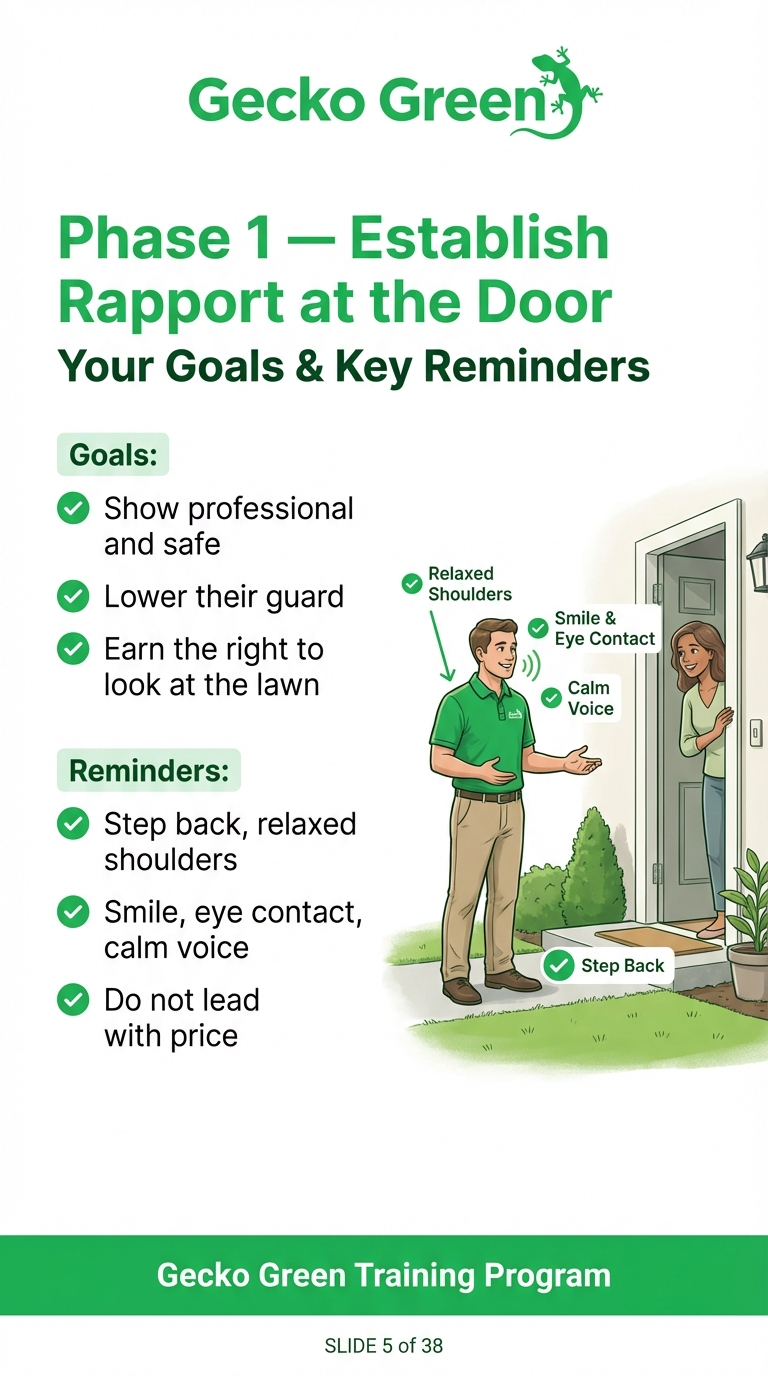 Gecko Green
Phase 1 — Establish
Rapport at the Door
Your Goals & Key Reminders
Goals:
Show professional
and safe
Lower their guard
Earn the right to
look at the lawn
Reminders:
Step back, relaxed
shoulders
Smile, eye contact,
calm voice
Do not lead
with price
Relaxed
Shoulders
Smile &
Eye Contact
Calm
Voice
Step Back
Gecko Green Training Program
SLIDE 5 of 38